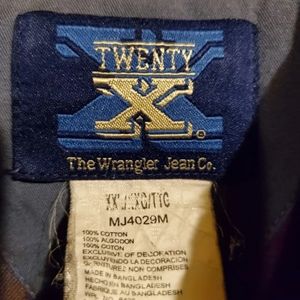 TWENTY
X
®
The Wrangler Jean Co.
MJ4029M
100% COTTON
100% ALGODON
100% COTON
EXCLUSIVE OF DECORATION
EXCLUYENDO LA DECORACION
GARNITUREZ NON COMPRISES
MADE IN BANGLADESH
HECHO EN BANGLADESH
FAIT AU BANGLADESH